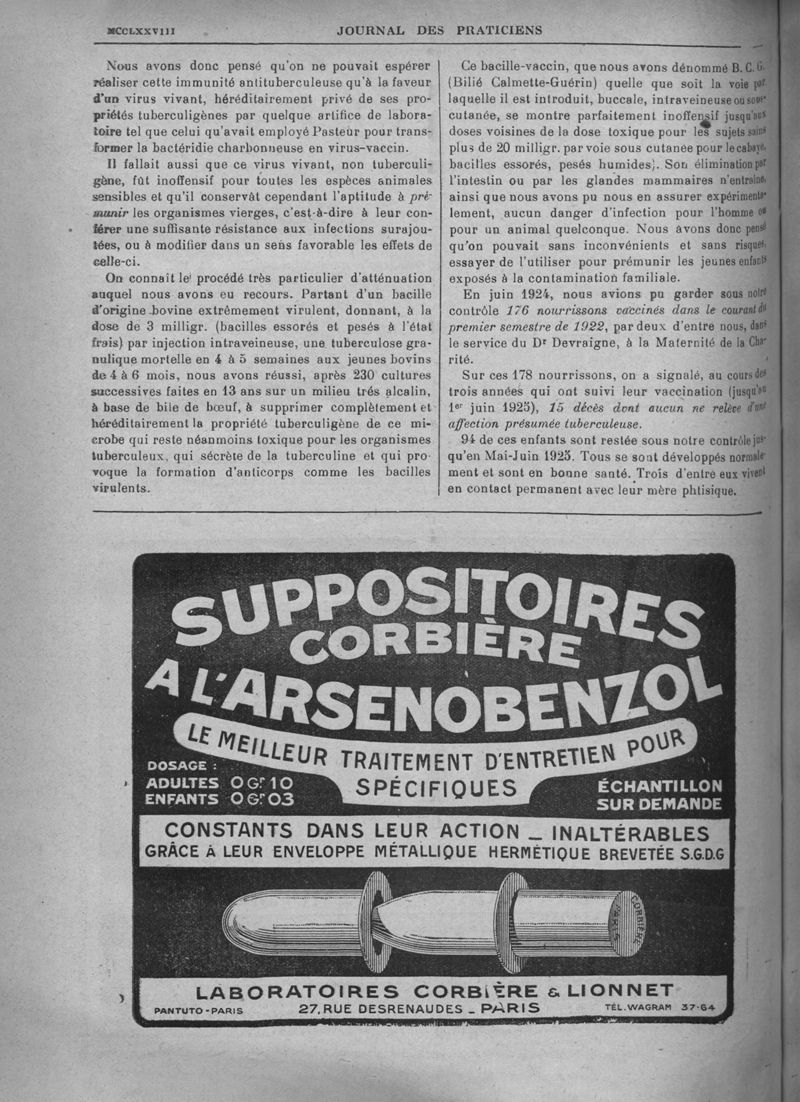 MCCLXXVIII
JOURNAL DES PRATICIENS
Nous avons donc pensé qu'on ne pouvait espérer
réaliser cette immunité antituberculeuse qu'à la faveur
d'un virus vivant, héréditairement privé de ses pro-
priétés tuberculigènes par quelque artifice de labora-
toire tel que celui qu'avait employé Pasteur pour trans-
former la bactéridie charbonneuse en virus-vaccin.
Il fallait aussi que ce virus vivant, non tuberculi-
gène, fût inoffensif pour toutes les espèces animales
sensibles et qu'il conservât cependant l'aptitude à pré-
munir les organismes vierges, c'est-à-dire à leur con-
férer une suffisante résistance aux infections surajou-
tées, ou à modifier dans un sens favorable les effets de
celle-ci.
On connaît le procédé très particulier d'atténuation
auquel nous avons eu recours. Partant d'un bacille
d'origine bovine extrêmement virulent, donnant, à la
dose de 3 milligr. (bacilles essorés et pesés à l'état
frais) par injection intraveineuse, une tuberculose gra-
nulique mortelle en 4 à 5 semaines aux jeunes bovins
de 4 à 6 mois, nous avons réussi, après 230 cultures
successives faites en 13 ans sur un milieu trés alcalin,
à base de bile de bœuf, à supprimer complètement et
héréditairement la propriété tuberculigène de ce mi-
crobe qui reste néanmoins toxique pour les organismes
tuberculeux, qui sécrète de la tuberculine et qui pro-
voque la formation d'anticorps comme les bacilles
virulents.
Ce bacille-vaccin, que nous avons dénommé B. C. G.
(Bilié Calmette-Guérin) quelle que soit la voie par
laquelle il est introduit, buccale, intraveineuse ou sous-
cutanée, se montre parfaitement inoffensif jusqu'aux
doses voisines de la dose toxique pour les sujets sains
plus de 20 milligr. par voie sous cutanée pour le cabaye,
bacilles essorés, pesés humides). Son élimination par
l'intestin ou par les glandes mammaires n'entraîne,
ainsi que nous avons pu nous en assurer expérimenta-
lement, aucun danger d'infection pour l'homme ou
pour un animal quelconque. Nous avons donc pensé
qu'on pouvait sans inconvénients et sans risques,
essayer de l'utiliser pour prémunir les jeunes enfants
exposés à la contamination familiale.
En juin 1924, nous avions pu garder sous notre
contrôle 176 nourrissons vaccinés dans le courant du
premier semestre de 1922, par deux d'entre nous, dans
le service du Dr Devraigne, à la Maternité de la Cha-
rité.
Sur ces 178 nourrissons, on a signalé, au cours des
trois années qui ont suivi leur vaccination (jusqu'au
1er juin 1925), 15 décès dont aucun ne relève d'une
affection présumée tuberculeuse.
94 de ces enfants sont restée sous notre contrôle jus-
qu'en Mai-Juin 1925. Tous se sont développés normale-
ment et sont en bonne santé. Trois d'entre eux vivent
en contact permanent avec leur mère phtisique.
SUPPOSITOIRES
CORBIÈRE
A L'ARSENOBENZOL
LE MEILLEUR TRAITEMENT D'ENTRETIEN POUR
SPÉCIFIQUES
DOSAGE :
ADULTES 0 Gr 10
ENFANTS 0 Gr 03
ÉCHANTILLON
SUR DEMANDE
CONSTANTS DANS LEUR ACTION _ INALTÉRABLES
GRÂCE À LEUR ENVELOPPE MÉTALLIQUE HERMÉTIQUE BREVETÉE S.G.D.G
CORBIÈRE
PARIS
LABORATOIRES CORBIÈRE & LIONNET
PANTUTO - PARIS
27, RUE DESRENAUDES _ PARIS
TÉL. WAGRAM 37-64